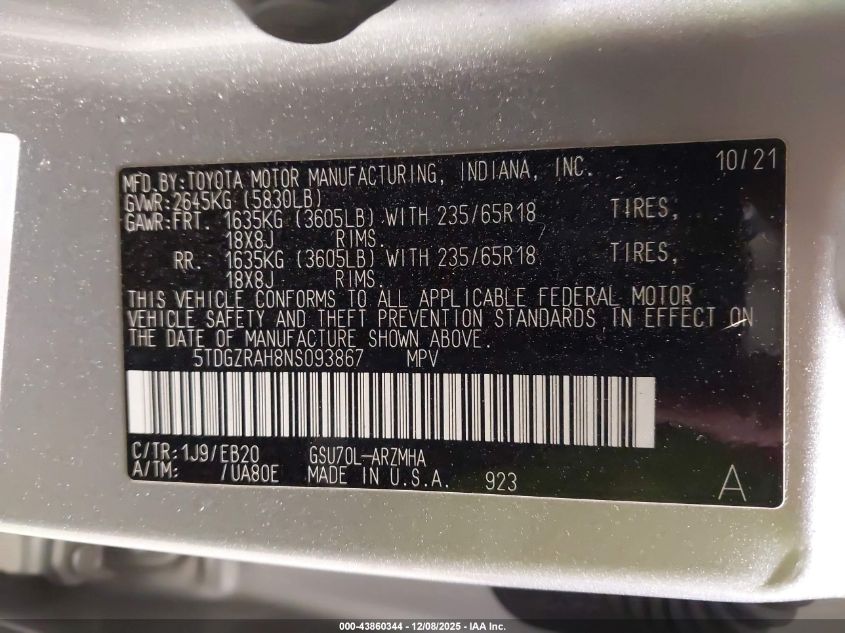 MFD.BY:TOYOTA MOTOR MANUFACTURING, INDIANA, INC. 10/21
GVWR:2645KG (5830LB)
GAWR:FRT. 1635KG (3605LB) WITH 235/65R18 TIRES,
18X8J RIMS.
RR. 1635KG (3605LB) WITH 235/65R18 TIRES,
18X8J RIMS.
THIS VEHICLE CONFORMS TO ALL APPLICABLE FEDERAL MOTOR
VEHICLE SAFETY AND THEFT PREVENTION STANDARDS IN EFFECT ON
THE DATE OF MANUFACTURE SHOWN ABOVE.
5TDGZRAH8NS093867 MPV
C/TR:1J9/EB20 GSU70L-ARZMHA
A/TM: /UA80E MADE IN U.S.A. 923 A
000-43860344 - 12/08/2025 - IAA Inc.